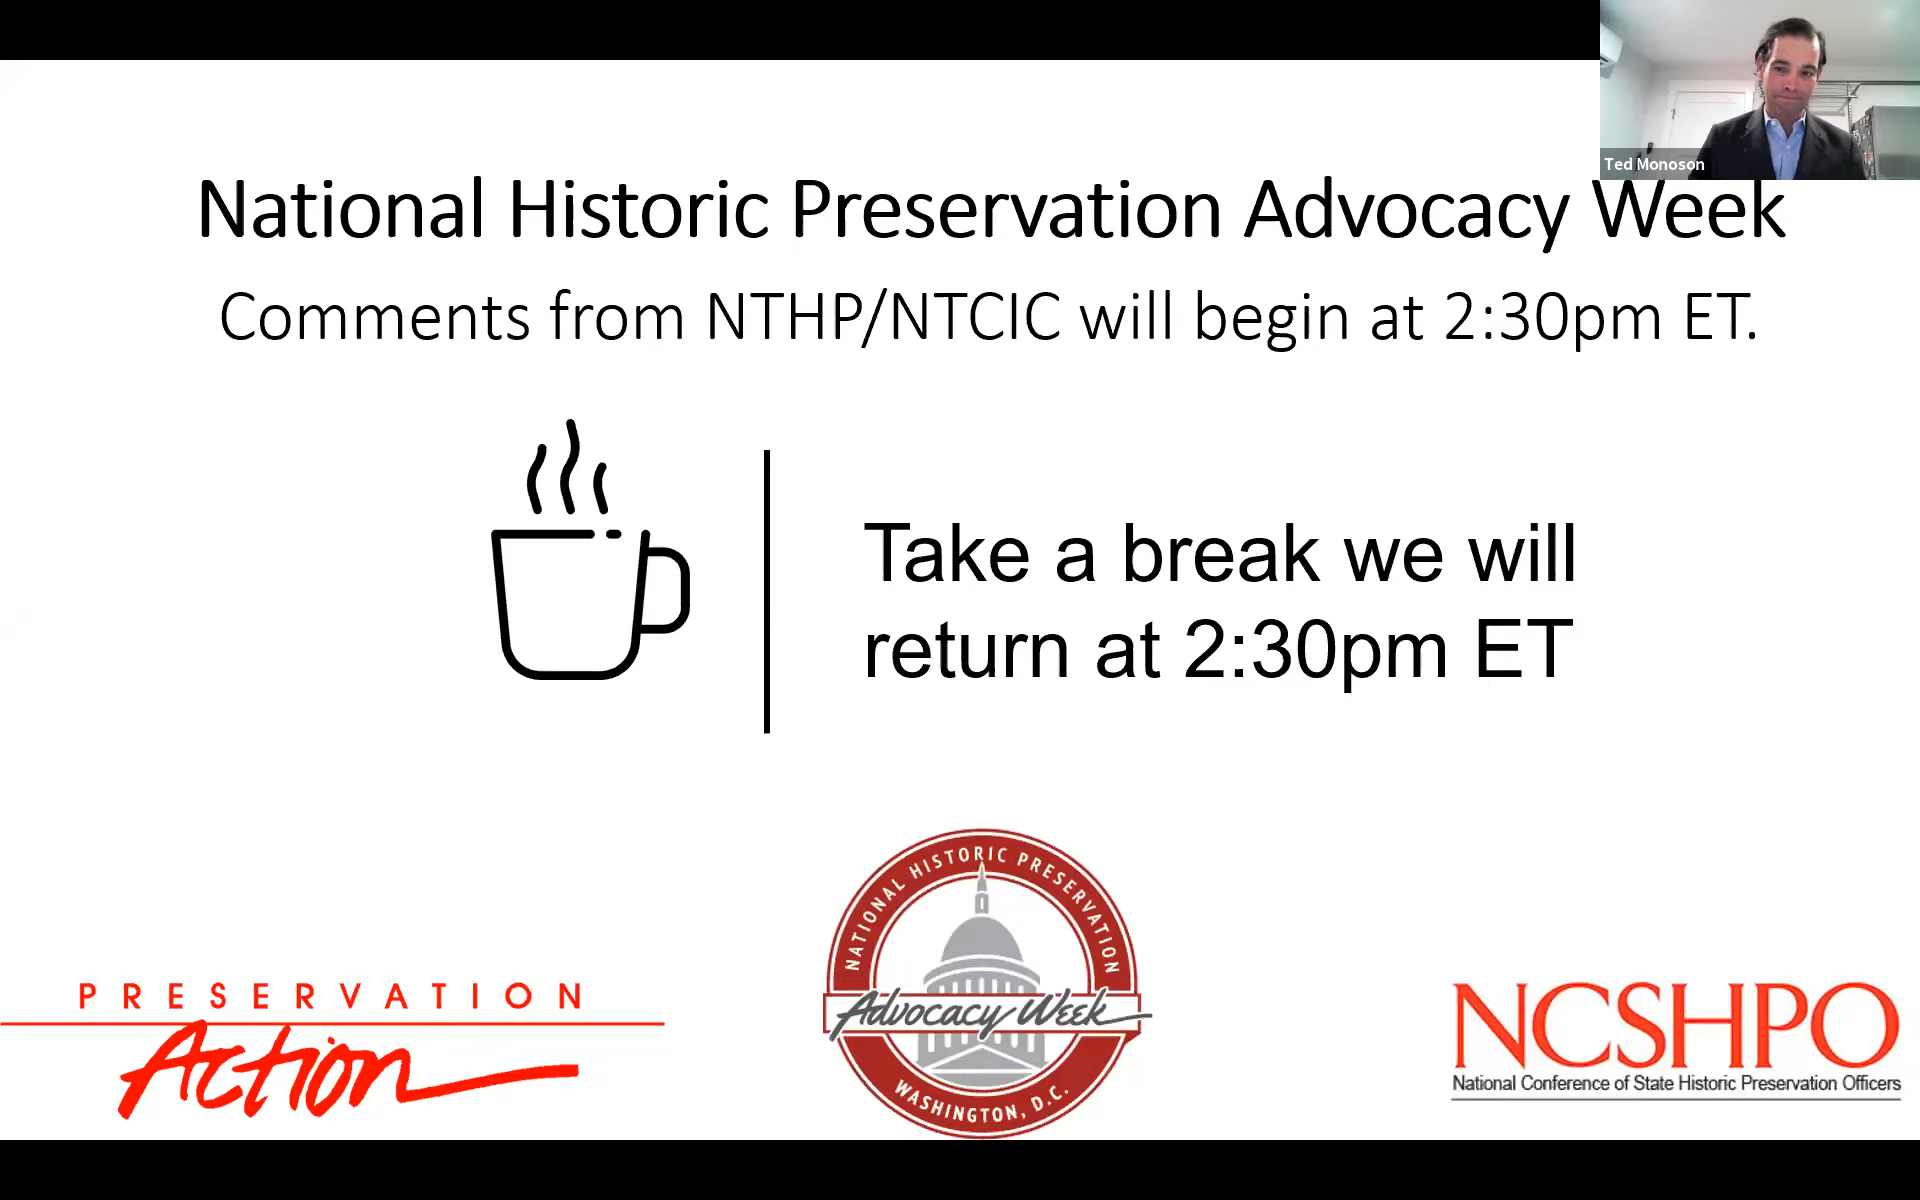 Ted Monoson
National Historic Preservation Advocacy Week
Comments from NTHP/NTCIC will begin at 2:30pm ET.
Take a break we will
return at 2:30pm ET
PRESERVATION
Action
NATIONAL HISTORIC PRESERVATION
Advocacy Week
WASHINGTON, D.C.
NCSHPO
National Conference of State Historic Preservation Officers